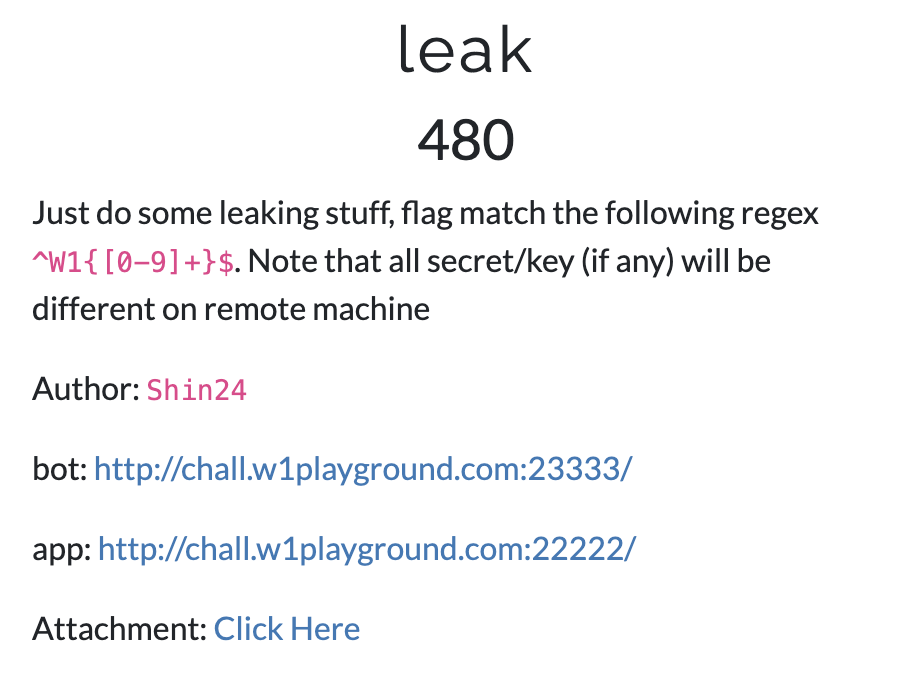 leak
480
Just do some leaking stuff, flag match the following regex
^W1{[0-9]+}$. Note that all secret/key (if any) will be
different on remote machine
Author: Shin24
bot: http://chall.w1playground.com:23333/
app: http://chall.w1playground.com:22222/
Attachment: Click Here